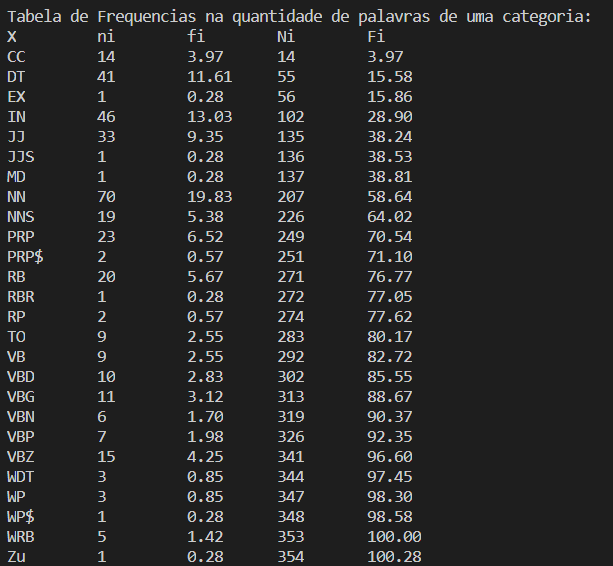 Tabela de Frequencias na quantidade de palavras de uma categoria:
X ni fi Ni Fi
CC 14 3.97 14 3.97
DT 41 11.61 55 15.58
EX 1 0.28 56 15.86
IN 46 13.03 102 28.90
JJ 33 9.35 135 38.24
JJS 1 0.28 136 38.53
MD 1 0.28 137 38.81
NN 70 19.83 207 58.64
NNS 19 5.38 226 64.02
PRP 23 6.52 249 70.54
PRP$ 2 0.57 251 71.10
RB 20 5.67 271 76.77
RBR 1 0.28 272 77.05
RP 2 0.57 274 77.62
TO 9 2.55 283 80.17
VB 9 2.55 292 82.72
VBD 10 2.83 302 85.55
VBG 11 3.12 313 88.67
VBN 6 1.70 319 90.37
VBP 7 1.98 326 92.35
VBZ 15 4.25 341 96.60
WDT 3 0.85 344 97.45
WP 3 0.85 347 98.30
WP$ 1 0.28 348 98.58
WRB 5 1.42 353 100.00
Zu 1 0.28 354 100.28